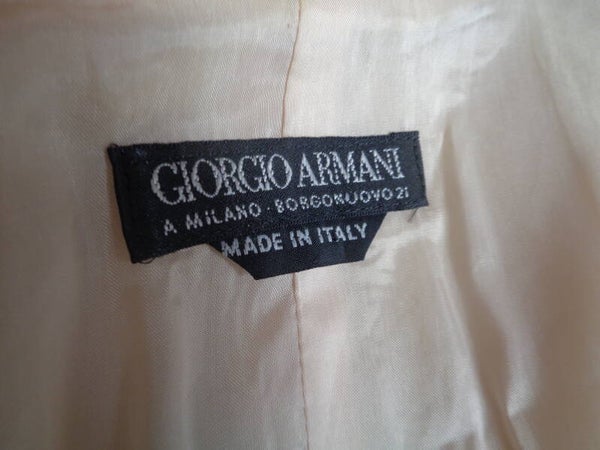 GIORGIO ARMANI
A MILANO · BORGONUOVO 21
MADE IN ITALY